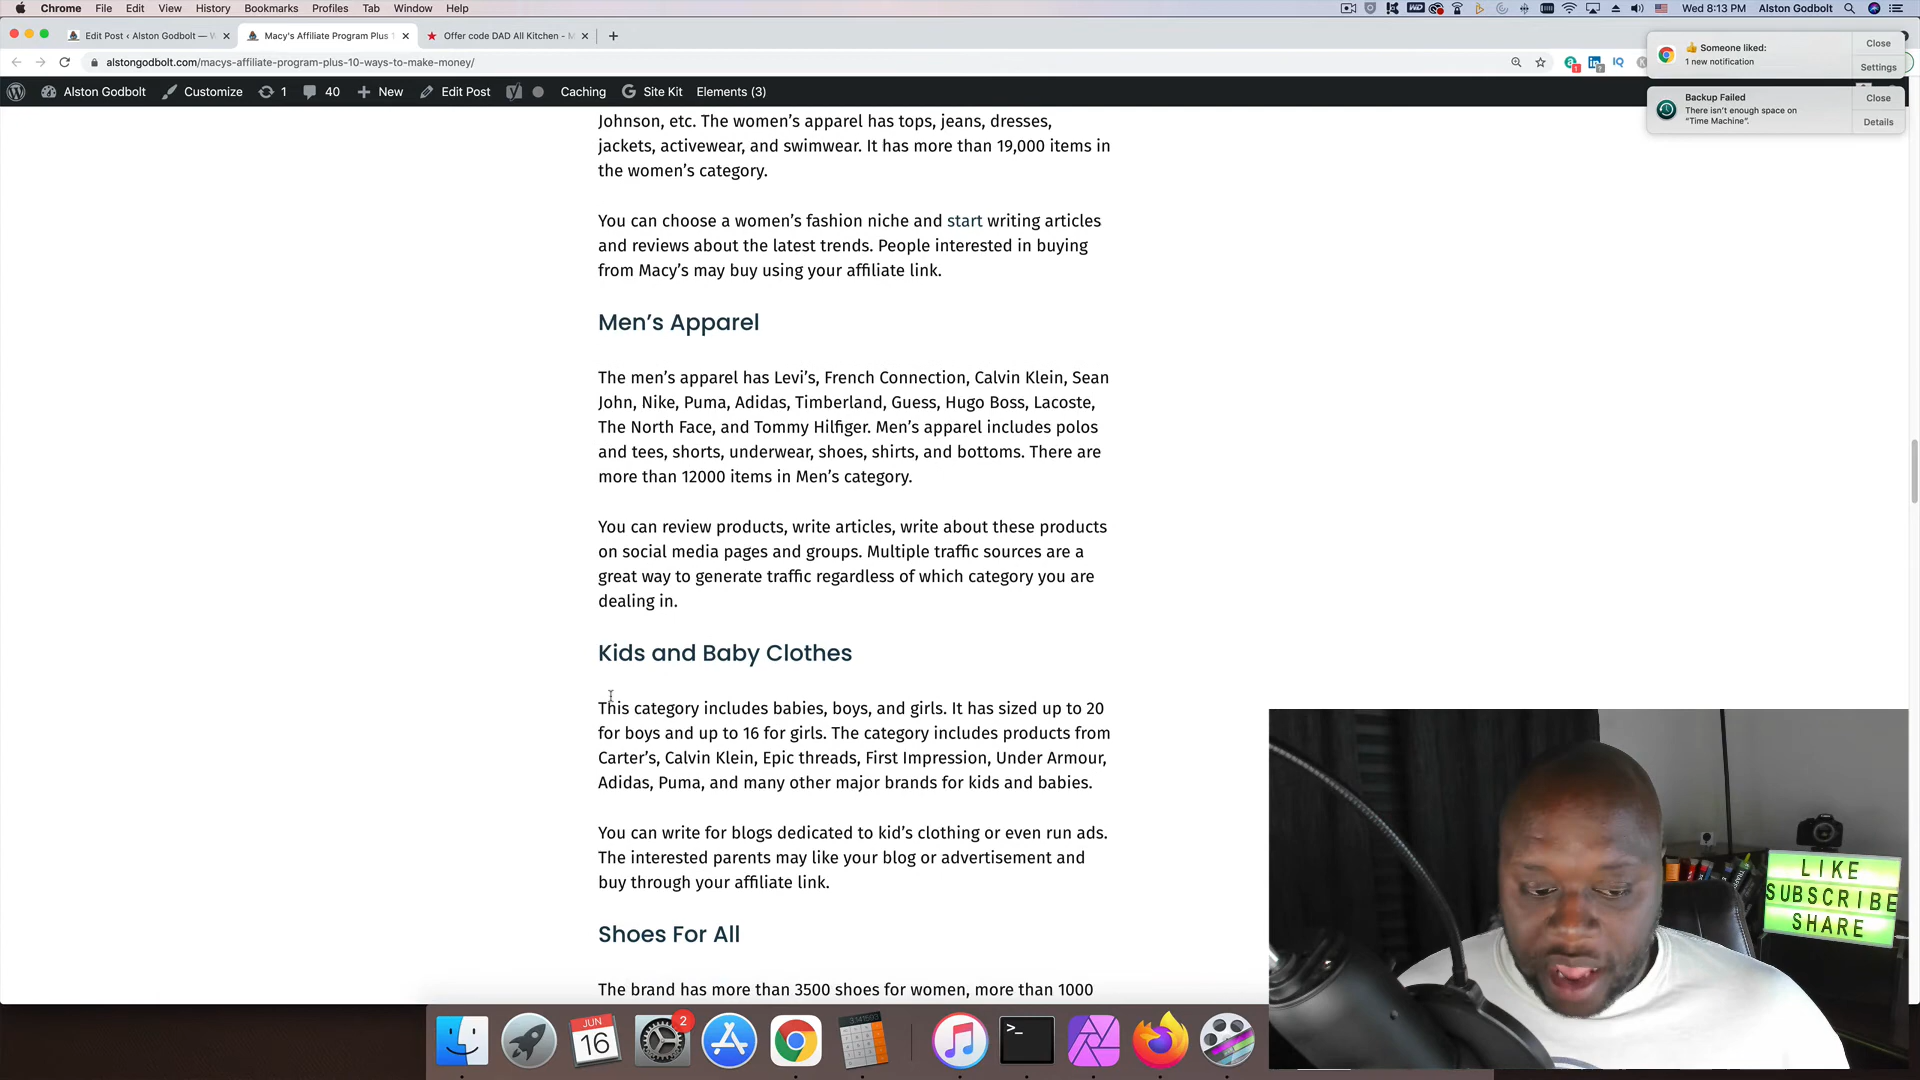 Chrome File Edit View History Bookmarks Profiles Tab Window Help
Wed 8:13 PM Alston Godbolt
Edit Post ‹ Alston Godbolt —
Macy's Affiliate Program Plus
Offer code DAD All Kitchen -
alstongodbolt.com/macys-affiliate-program-plus-10-ways-to-make-money/
Someone liked:
1 new notification
Close
Settings
Backup Failed
There isn't enough space on
"Time Machine".
Close
Details
Alston Godbolt Customize 1 40 New Edit Post Caching Site Kit Elements (3)
Johnson, etc. The women's apparel has tops, jeans, dresses,
jackets, activewear, and swimwear. It has more than 19,000 items in
the women's category.
You can choose a women's fashion niche and start writing articles
and reviews about the latest trends. People interested in buying
from Macy's may buy using your affiliate link.
Men's Apparel
The men's apparel has Levi's, French Connection, Calvin Klein, Sean
John, Nike, Puma, Adidas, Timberland, Guess, Hugo Boss, Lacoste,
The North Face, and Tommy Hilfiger. Men's apparel includes polos
and tees, shorts, underwear, shoes, shirts, and bottoms. There are
more than 12000 items in Men's category.
You can review products, write articles, write about these products
on social media pages and groups. Multiple traffic sources are a
great way to generate traffic regardless of which category you are
dealing in.
Kids and Baby Clothes
This category includes babies, boys, and girls. It has sized up to 20
for boys and up to 16 for girls. The category includes products from
Carter's, Calvin Klein, Epic threads, First Impression, Under Armour,
Adidas, Puma, and many other major brands for kids and babies.
You can write for blogs dedicated to kid's clothing or even run ads.
The interested parents may like your blog or advertisement and
buy through your affiliate link.
Shoes For All
The brand has more than 3500 shoes for women, more than 1000
JUN
16
2
LIKE
SUBSCRIBE
SHARE